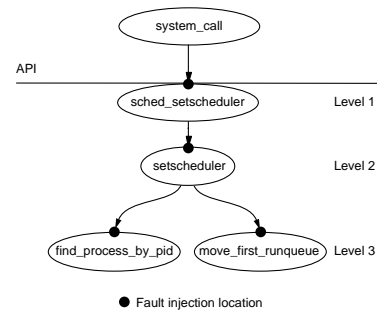 system_call
API
sched_setscheduler
Level 1
setscheduler
Level 2
find_process_by_pid
move_first_runqueue
Level 3
Fault injection location